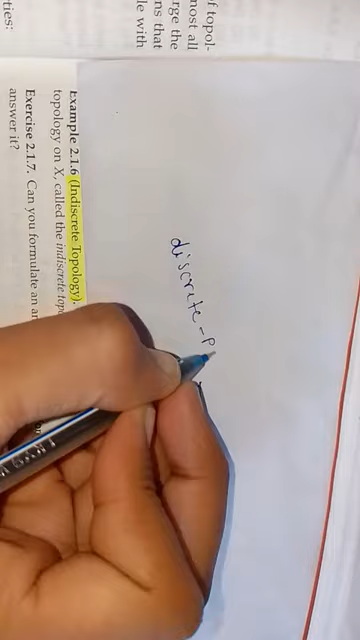 f topol-
most all
rge the
ns that
le with
ties:
Example 2.1.6 (Indiscrete Topology).
topology on X, called the indiscrete topo
Exercise 2.1.7. Can you formulate an an
answer it?
discrete - P